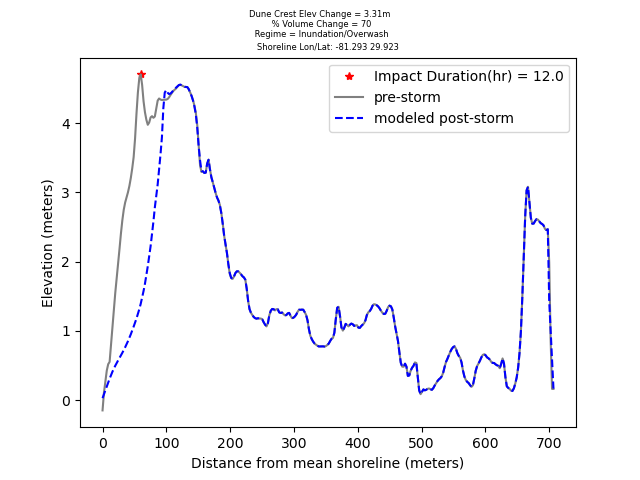 Dune Crest Elev Change = 3.31m
% Volume Change = 70
Regime = Inundation/Overwash
Shoreline Lon/Lat: -81.293 29.923
Impact Duration(hr) = 12.0
pre-storm
modeled post-storm
Elevation (meters)
4
3
2
1
0
0 100 200 300 400 500 600 700
Distance from mean shoreline (meters)